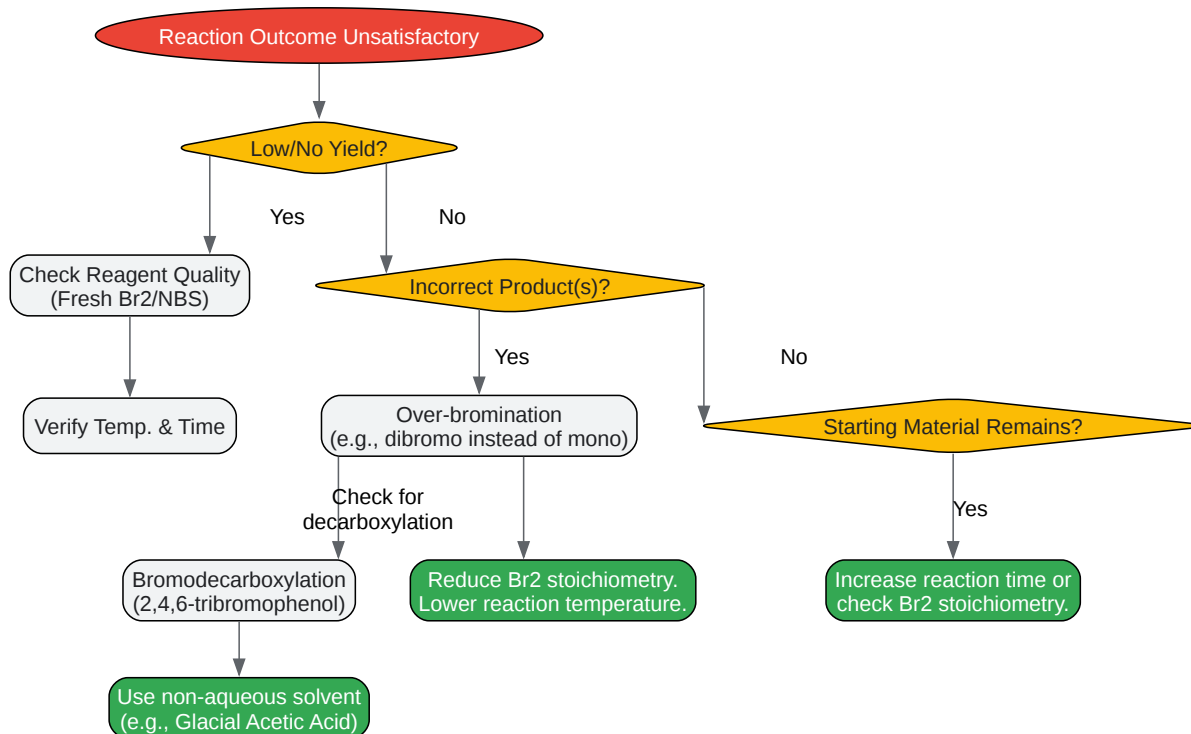 Reaction Outcome Unsatisfactory
Low/No Yield?
Yes
No
Check Reagent Quality
(Fresh Br2/NBS)
Incorrect Product(s)?
Yes
No
Verify Temp. & Time
Over-bromination
(e.g., dibromo instead of mono)
Starting Material Remains?
Check for
decarboxylation
Yes
Bromodecarboxylation
(2,4,6-tribromophenol)
Reduce Br2 stoichiometry.
Lower reaction temperature.
Increase reaction time or
check Br2 stoichiometry.
Use non-aqueous solvent
(e.g., Glacial Acetic Acid)